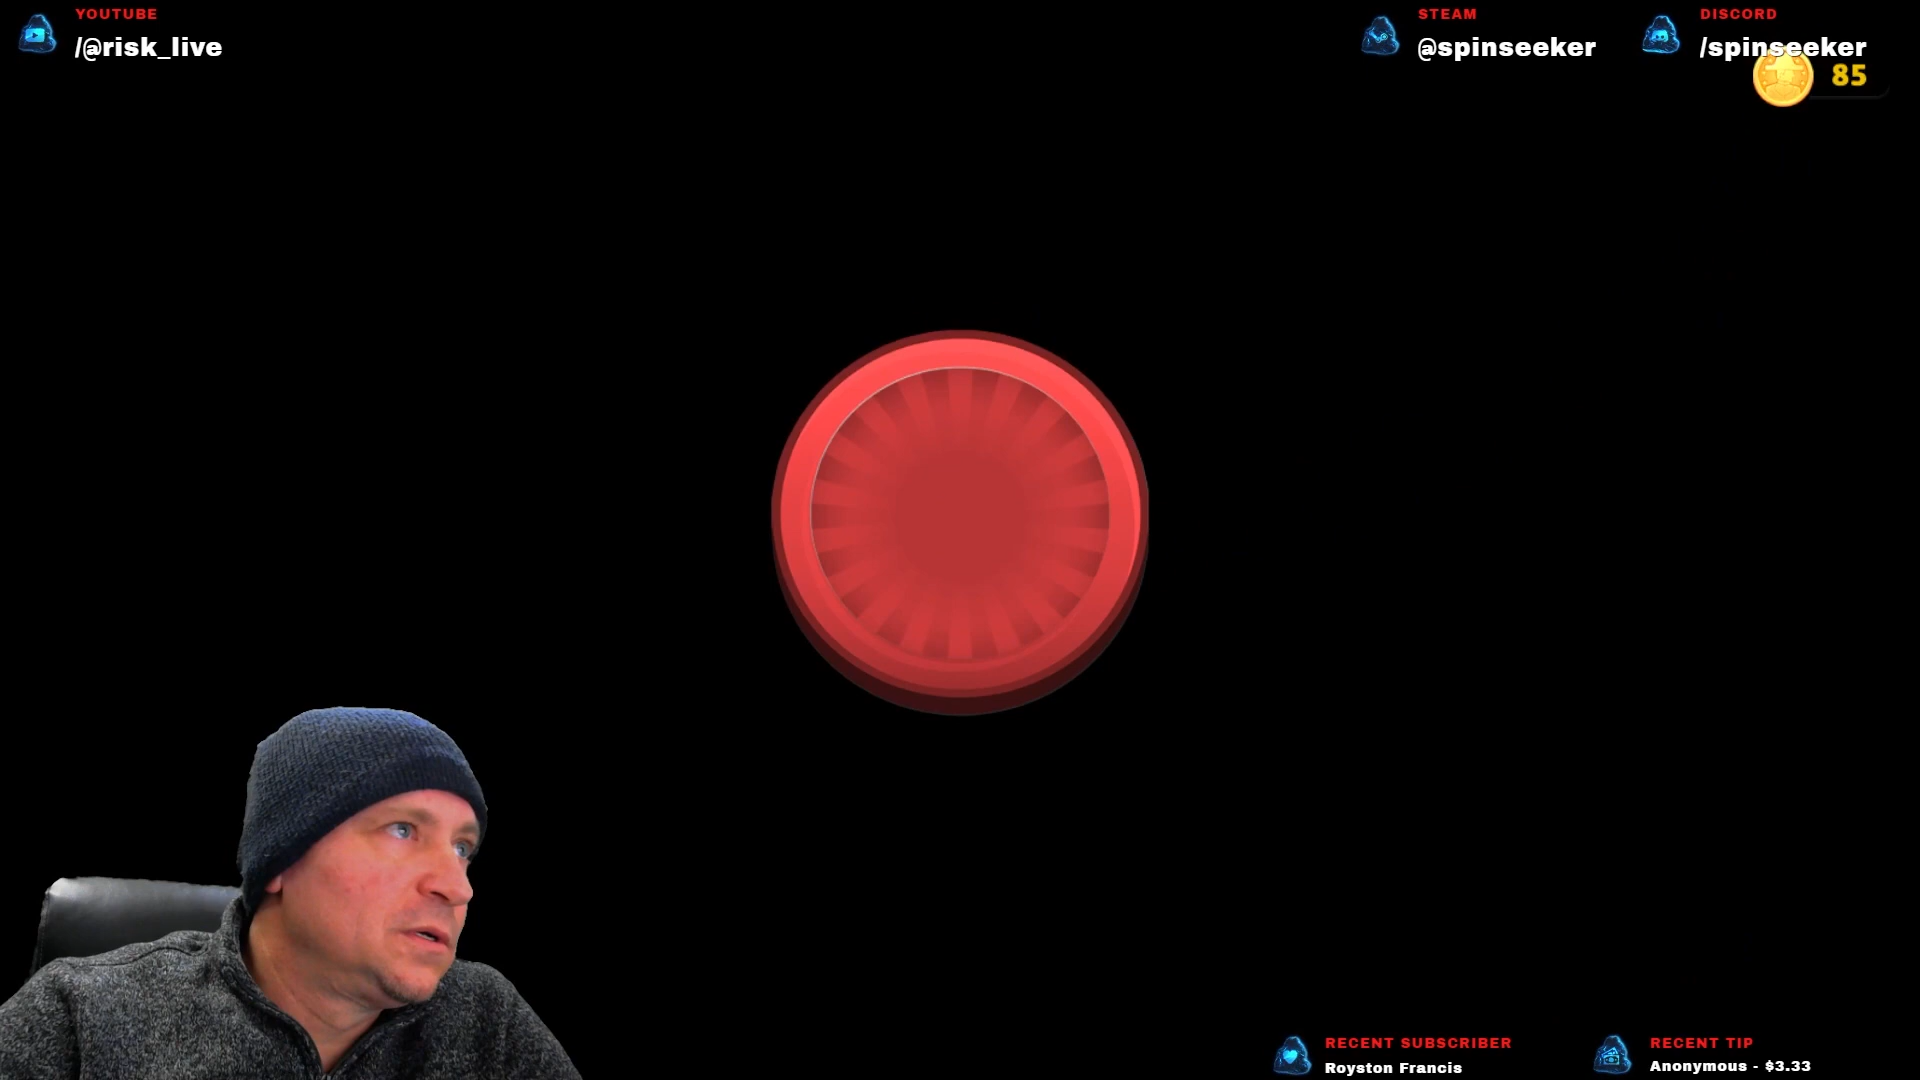 YOUTUBE
/@risk_live
STEAM
@spinseeker
DISCORD
/spinseeker
85
RECENT SUBSCRIBER
Royston Francis
RECENT TIP
Anonymous - $3.33